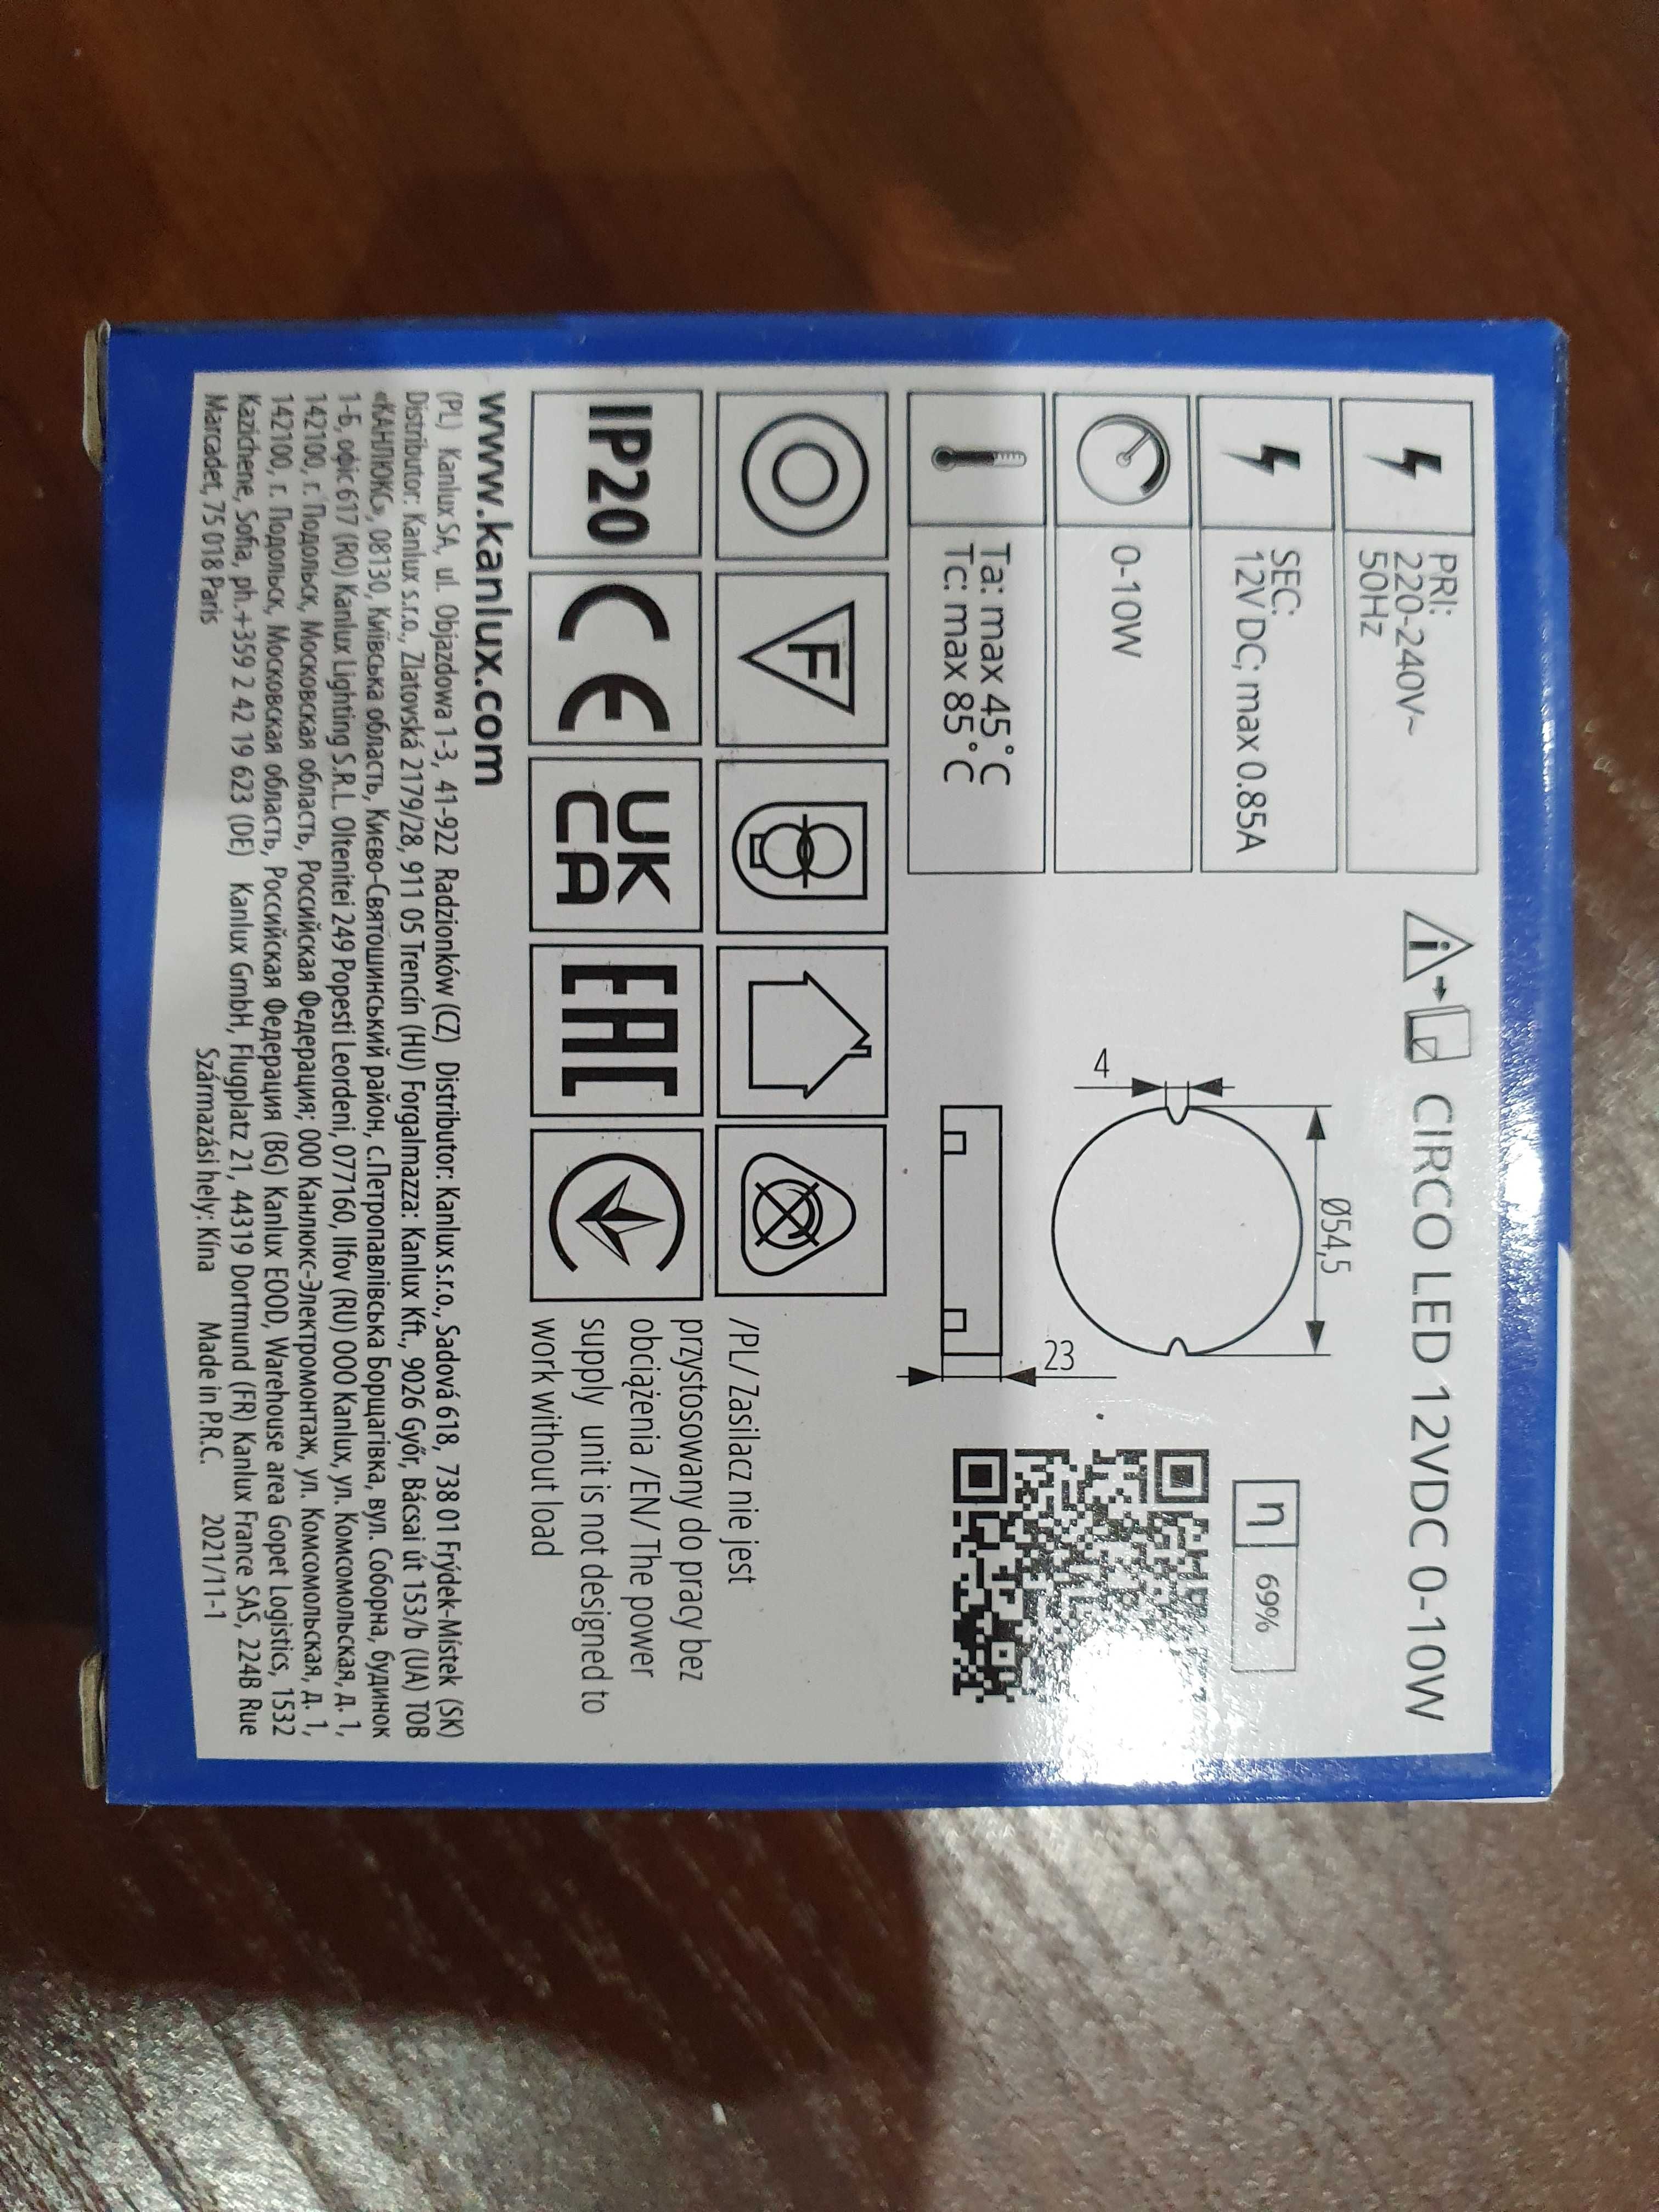 CIRCO LED 12VDC 0-10W
PRI:
220-240V~
50Hz
SEC:
12V DC; max 0.85A
0-10W
Ta: max 45°C
Tc: max 85°C
Ø54,5
4
23
n
69%
F
IP20
CE
UK
CA
EAC
/PL/ Zasilacz nie jest
przystosowany do pracy bez
obciążenia /EN/ The power
supply unit is not designed to
work without load
www.kanlux.com
(PL) Kanlux SA, ul. Objazdowa 1-3, 41-922 Radzionków (CZ) Distributor: Kanlux s.r.o., Sadová 618, 738 01 Frýdek-Místek (SK)
Distributor: Kanlux s.r.o., Zlatovská 2179/28, 911 05 Trencín (HU) Forgalmazza: Kanlux Kft., 9026 Győr, Bácsai út 153/b (UA) ТОВ
«КАНЛЮКС», 08130, Київська область, Києво-Святошинський район, с.Петропавлівська Борщагівка, вул. Соборна, будинок
1-Б, офіс 617 (RO) Kanlux Lighting S.R.L. Oltenitei 249 Popesti Leordeni, 077160, Ilfov (RU) ООО Kanlux, ул. Комсомольская, д. 1,
142100, г. Подольск, Московская область, Российская Федерация; ООО Канлюкс-Электромонтаж, ул. Комсомольская, д. 1,
142100, г. Подольск, Московская область, Российская Федерация (BG) Kanlux EOOD, Warehouse area Gopet Logistics, 1532
Kazichene, Sofia, ph.+359 2 42 19 623 (DE) Kanlux GmbH, Flugplatz 21, 44319 Dortmund (FR) Kanlux France SAS, 224B Rue
Marcadet, 75 018 Paris Származási hely: Kína Made in P.R.C. 2021/11-1